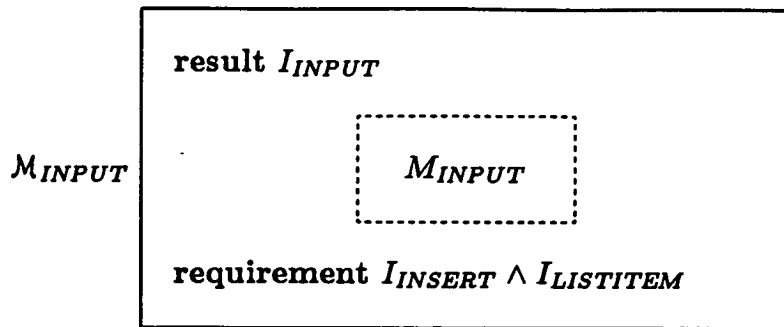 result I_INPUT
M_INPUT
M_INPUT
requirement I_INSERT ∧ I_LISTITEM